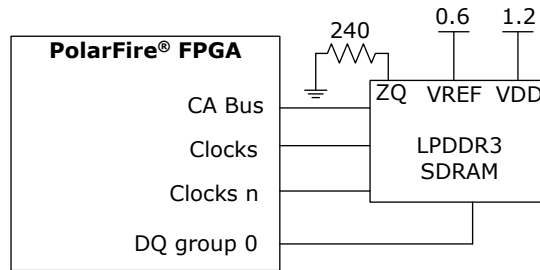 PolarFire® FPGA
240
0.6
1.2
ZQ
VREF
VDD
CA Bus
Clocks
LPDDR3
SDRAM
Clocks n
DQ group 0